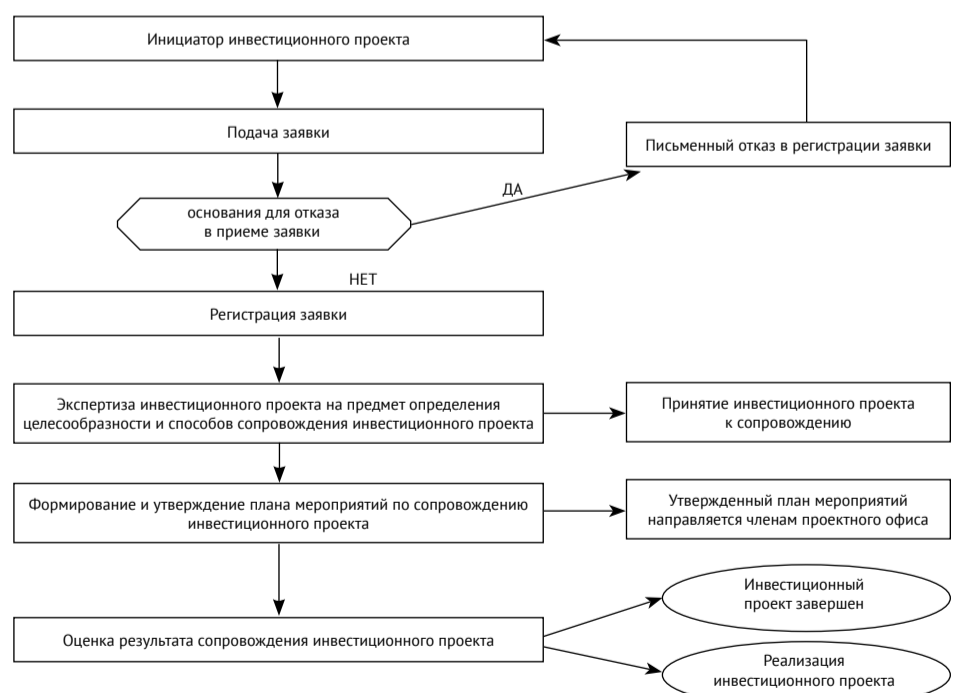 Инициатор инвестиционного проекта
Подача заявки
Письменный отказ в регистрации заявки
ДА
основания для отказа
в приеме заявки
НЕТ
Регистрация заявки
Экспертиза инвестиционного проекта на предмет определения
целесообразности и способов сопровождения инвестиционного проекта
Принятие инвестиционного проекта
к сопровождению
Формирование и утверждение плана мероприятий по сопровождению
инвестиционного проекта
Утвержденный план мероприятий
направляется членам проектного офиса
Инвестиционный
проект завершен
Оценка результата сопровождения инвестиционного проекта
Реализация
инвестиционного проекта